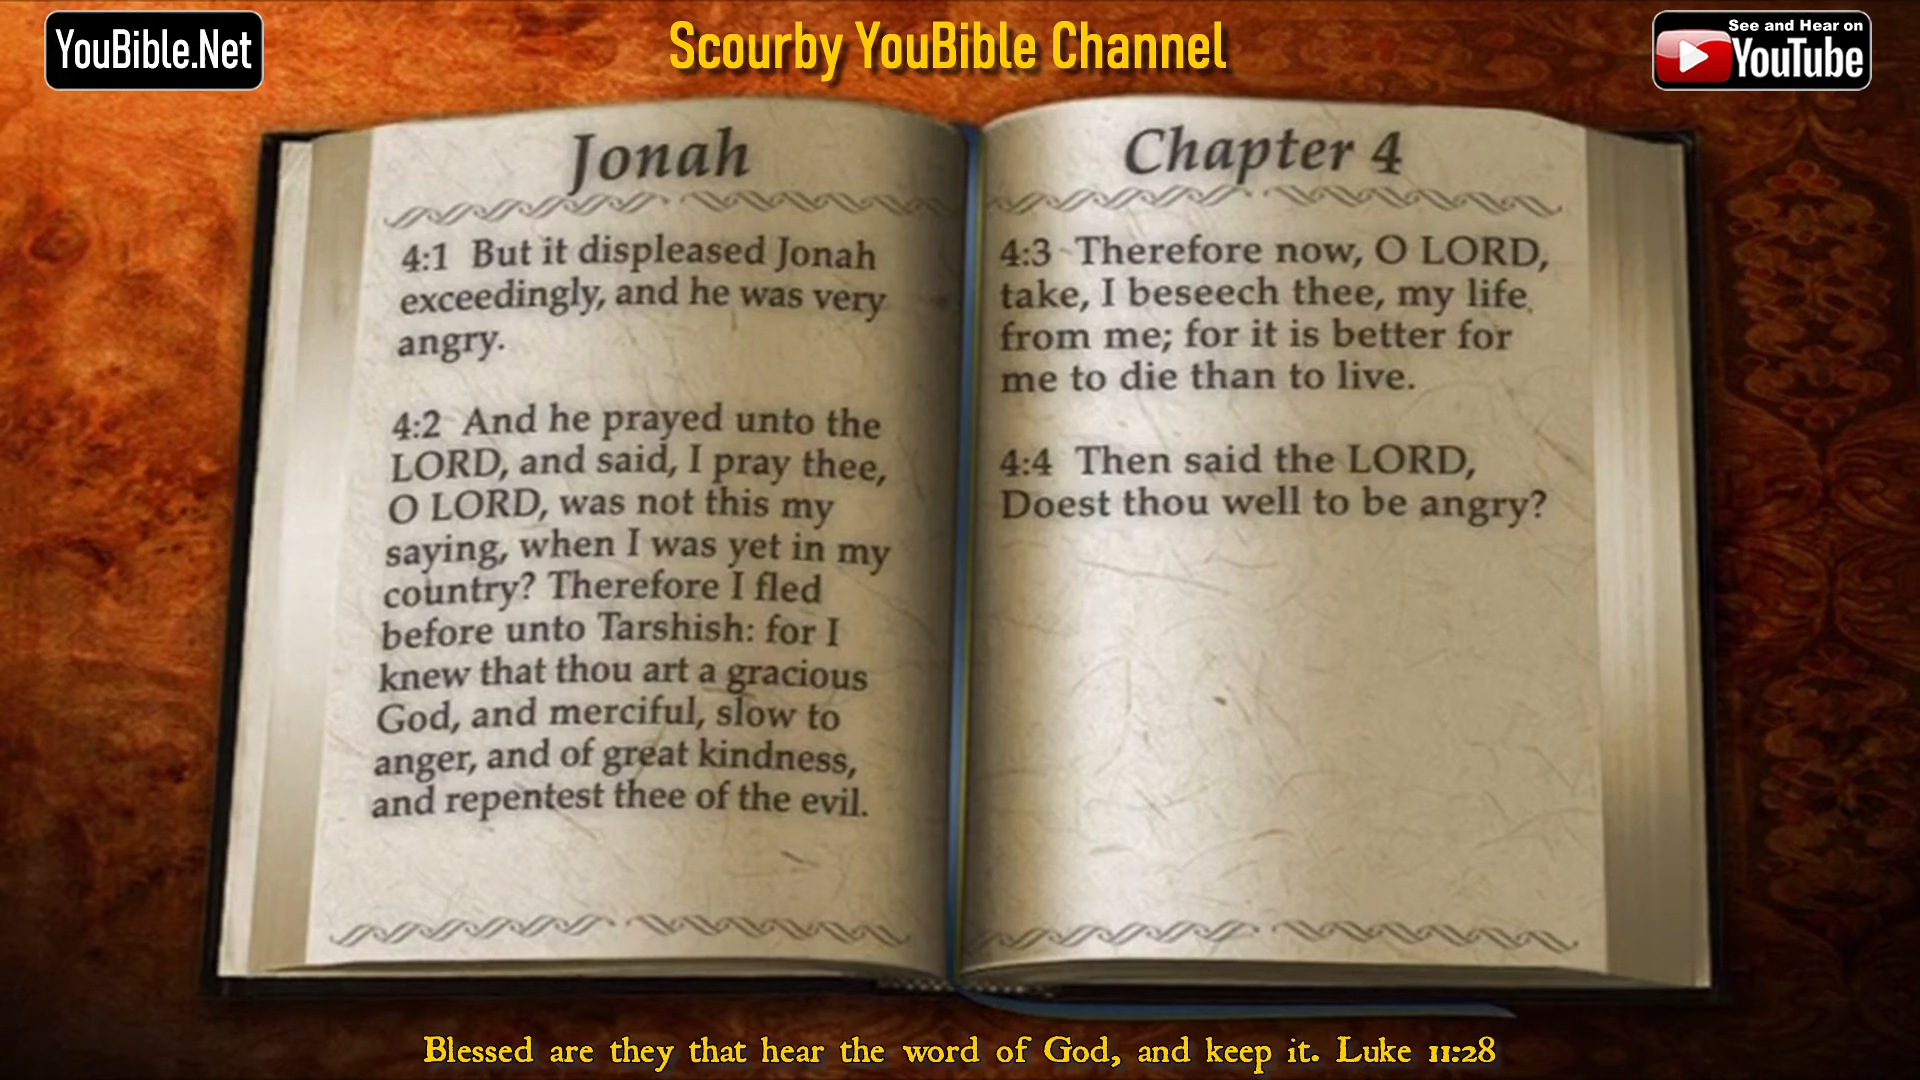 YouBible.Net
Scourby YouBible Channel
See and Hear on
YouTube
Jonah
4:1 But it displeased Jonah
exceedingly, and he was very
angry.
4:2 And he prayed unto the
LORD, and said, I pray thee,
O LORD, was not this my
saying, when I was yet in my
country? Therefore I fled
before unto Tarshish: for I
knew that thou art a gracious
God, and merciful, slow to
anger, and of great kindness,
and repentest thee of the evil.
Chapter 4
4:3 Therefore now, O LORD,
take, I beseech thee, my life
from me; for it is better for
me to die than to live.
4:4 Then said the LORD,
Doest thou well to be angry?
Blessed are they that hear the word of God, and keep it. Luke 11:28